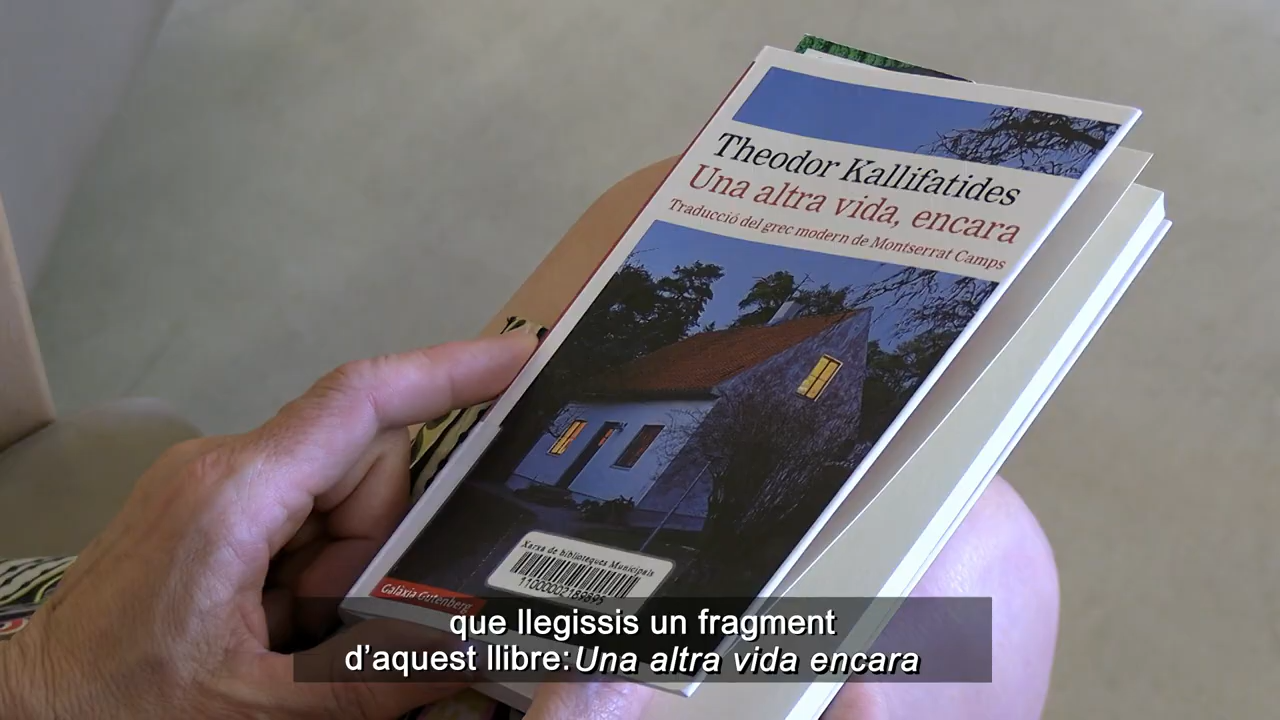 Theodor Kallifatides
Una altra vida, encara
Traducció del grec modern de Montserrat Camps
Xarxa de biblioteques Municipals
Galàxia Gutenberg
que llegissis un fragment
d'aquest llibre: Una altra vida encara